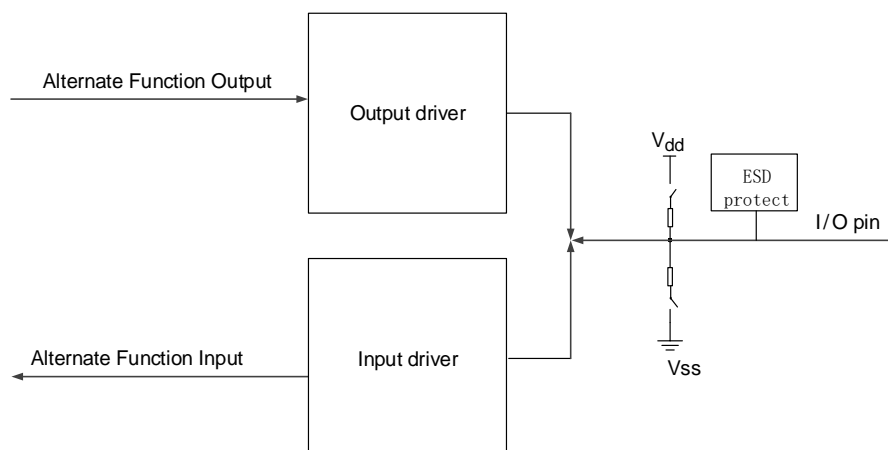 Alternate Function Output
Output driver
Vdd
ESD
protect
I/O pin
Alternate Function Input
Input driver
Vss